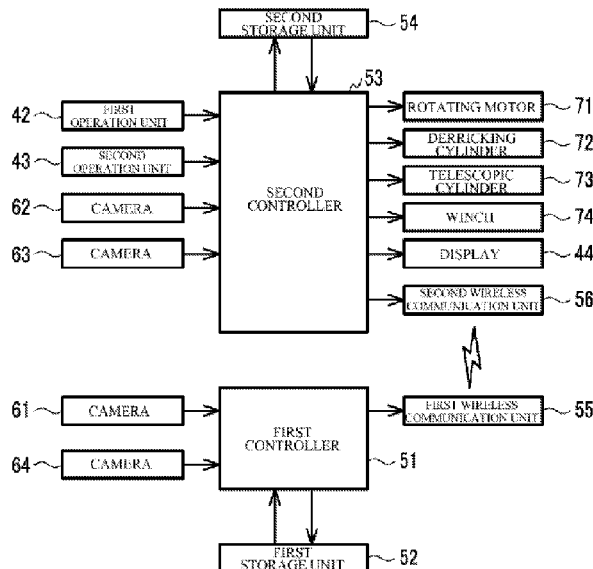 SECOND
STORAGE UNIT
54
53
42
FIRST
OPERATION UNIT
ROTATING MOTOR
71
43
SECOND
OPERATION UNIT
DERRICKING
CYLINDER
72
SECOND
CONTROLLER
TELESCOPIC
CYLINDER
73
62
CAMERA
WINCH
74
63
CAMERA
DISPLAY
44
SECOND WIRELESS
COMMUNICATION UNIT
56
61
CAMERA
FIRST
CONTROLLER
FIRST WIRELESS
COMMUNICATION UNIT
55
64
CAMERA
51
FIRST
STORAGE UNIT
52